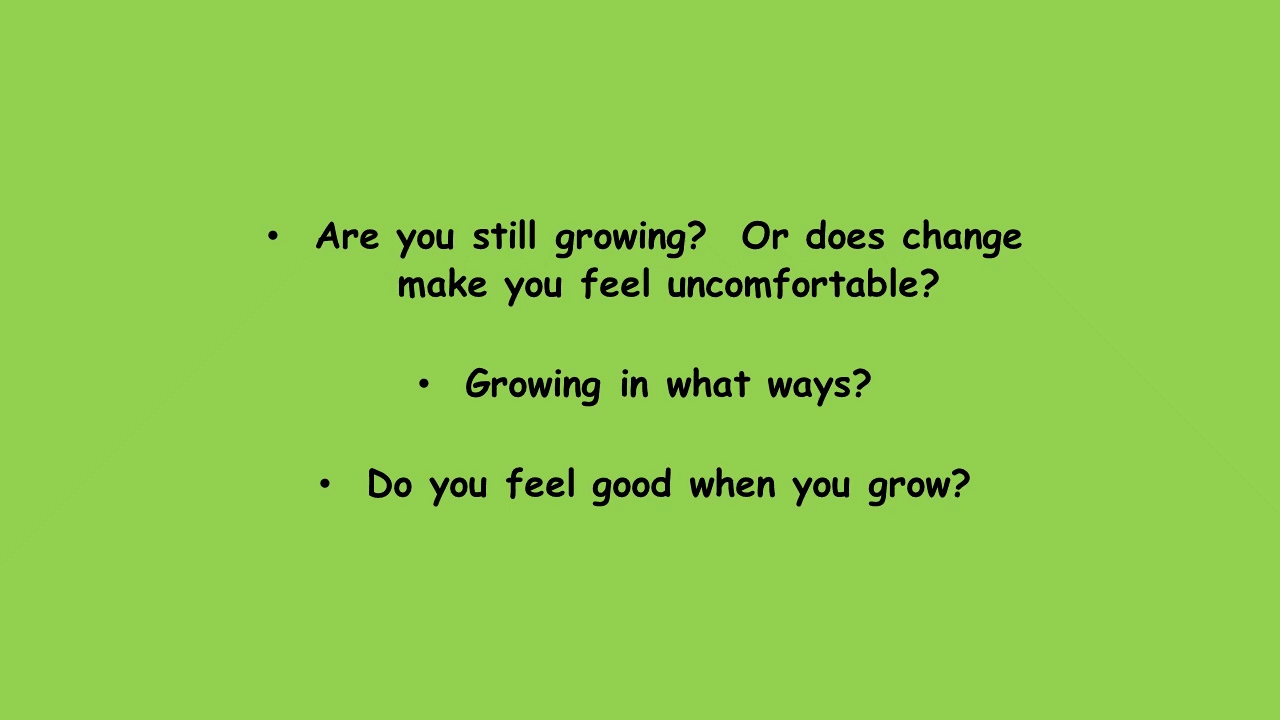 • Are you still growing?  Or does change
make you feel uncomfortable?
• Growing in what ways?
• Do you feel good when you grow?